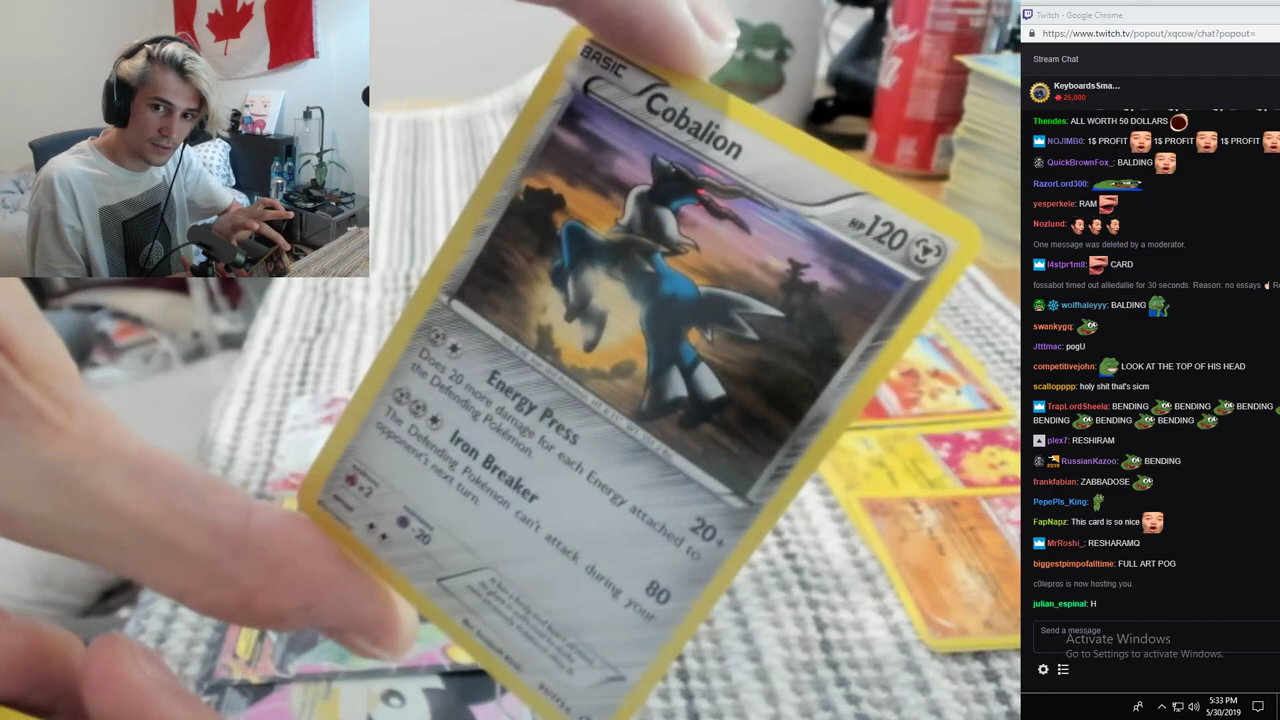 Twitch - Google Chrome
https://www.twitch.tv/popout/xqcow/chat?popout=
Stream Chat
KeyboardsSma...
26,000
Thendes: ALL WORTH 50 DOLLARS
NOJIMB0: 1$ PROFIT 1$ PROFIT 1$ PROFIT
QuickBrownFox_: BALDING
RazorLord300:
yesperkele: RAM
Nozlund:
One message was deleted by a moderator.
l4stpr1m8: CARD
fossabot timed out alliedallie for 30 seconds. Reason: no essays
wolfhaleyyy: BALDING
swankygq:
Jtttmac: pogU
competitivejohn: LOOK AT THE TOP OF HIS HEAD
scallopppp: holy shit that's sicm
TrapLordSheela: BENDING BENDING BENDING
BENDING BENDING BENDING
plex7: RESHIRAM
RussianKazoo: BENDING
frankfabian: ZABBADOSE
PepePls_King:
FapNapz: This card is so nice
MrRoshi_: RESHARAMQ
biggestpimpofalltime: FULL ART POG
c0lepros is now hosting you.
julian_espinal: H
Send a message
Activate Windows
Go to Settings to activate Windows.
5:33 PM
5/30/2019
BASIC
Cobalion
HP120
Energy Press
20+
Does 20 more damage for each Energy attached to
the Defending Pokémon.
Iron Breaker
80
The Defending Pokémon can't attack during your
opponent's next turn.
-20